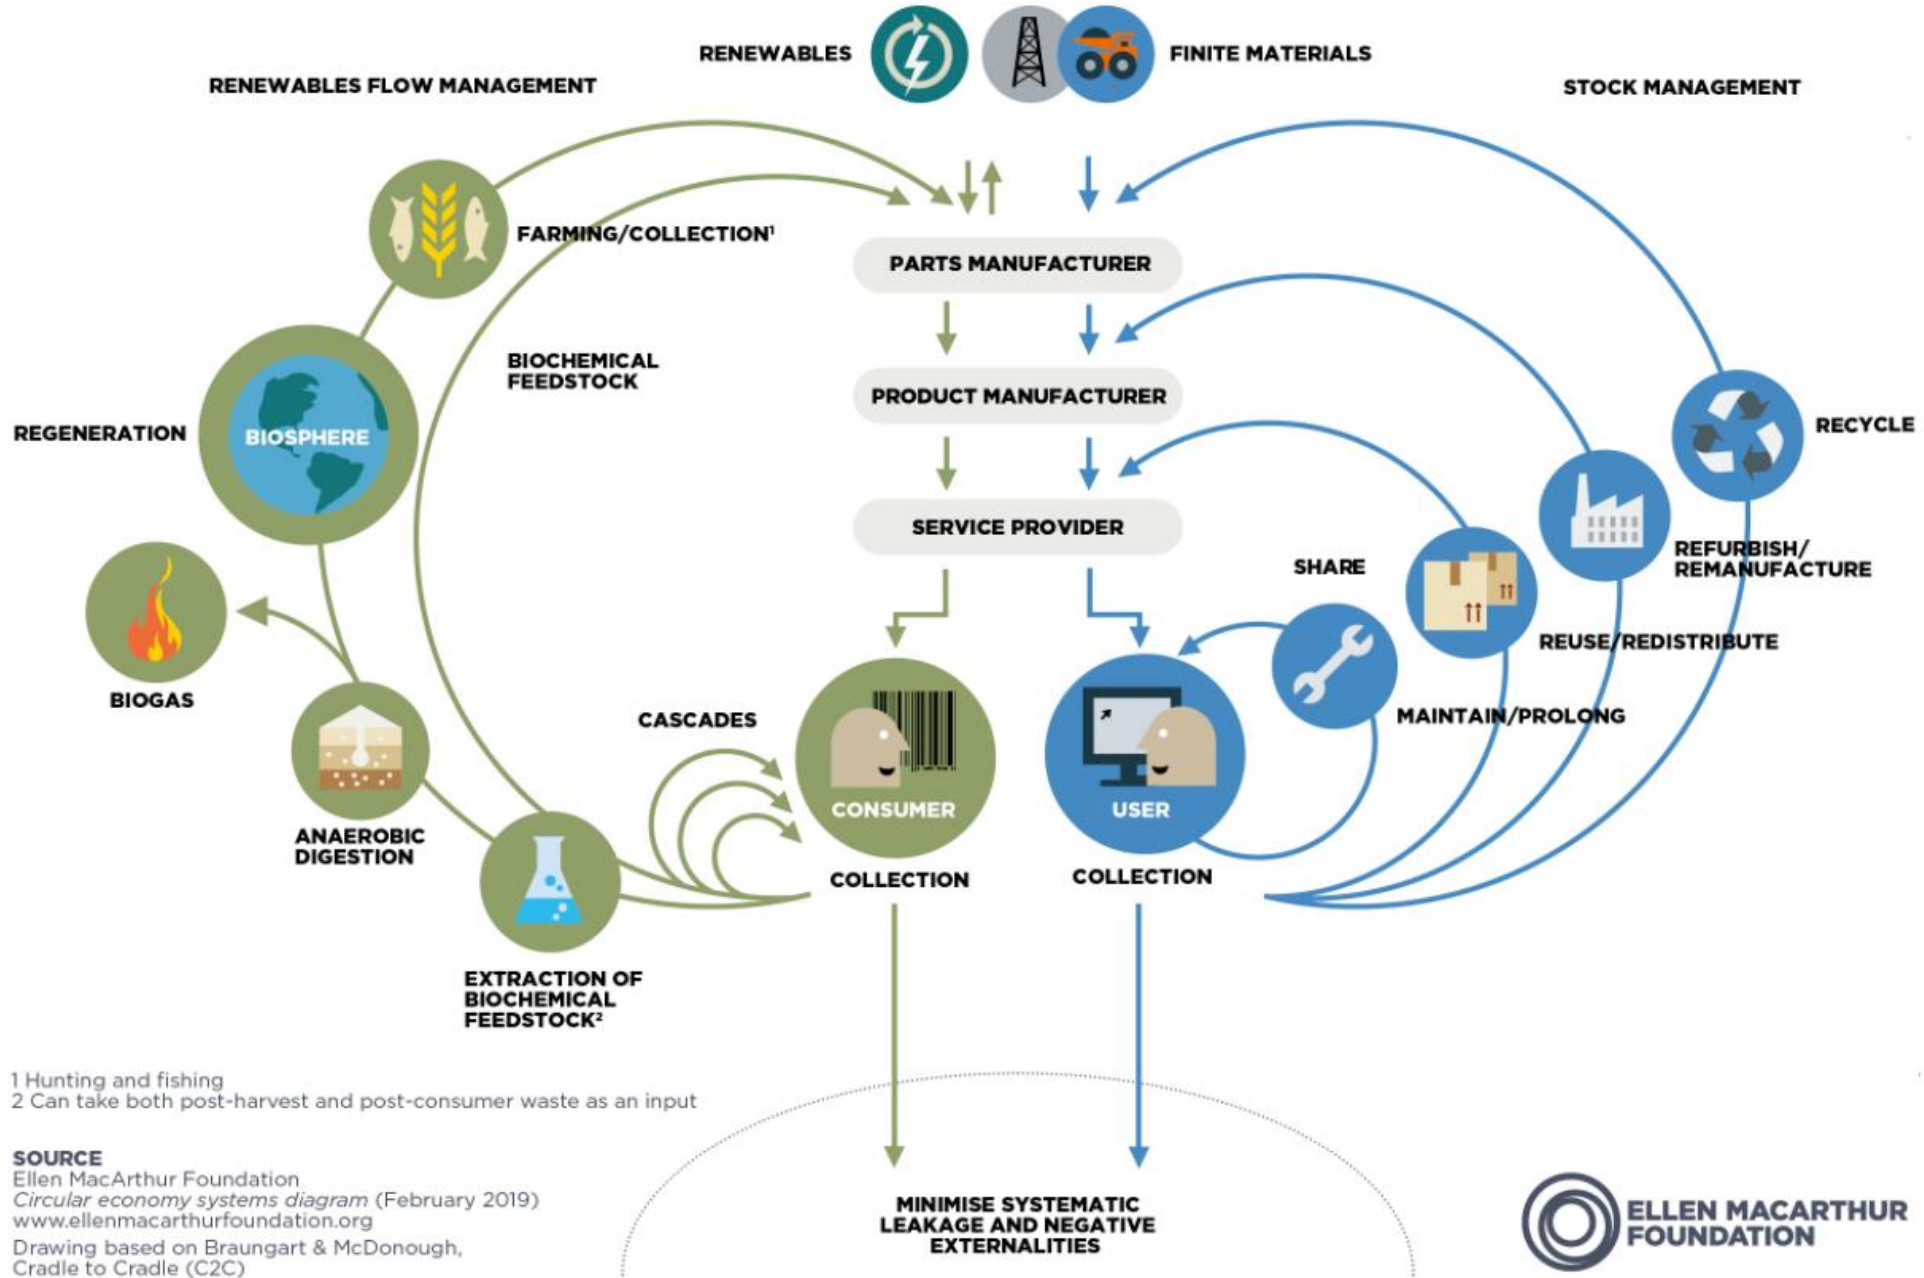 RENEWABLES
FINITE MATERIALS
RENEWABLES FLOW MANAGEMENT
STOCK MANAGEMENT
FARMING/COLLECTION¹
PARTS MANUFACTURER
BIOCHEMICAL
FEEDSTOCK
PRODUCT MANUFACTURER
REGENERATION
BIOSPHERE
RECYCLE
SERVICE PROVIDER
SHARE
REFURBISH/
REMANUFACTURE
REUSE/REDISTRIBUTE
BIOGAS
CASCADES
MAINTAIN/PROLONG
CONSUMER
USER
ANAEROBIC
DIGESTION
COLLECTION
COLLECTION
EXTRACTION OF
BIOCHEMICAL
FEEDSTOCK²
1 Hunting and fishing
2 Can take both post-harvest and post-consumer waste as an input
SOURCE
Ellen MacArthur Foundation
Circular economy systems diagram (February 2019)
www.ellenmacarthurfoundation.org
Drawing based on Braungart & McDonough,
Cradle to Cradle (C2C)
MINIMISE SYSTEMATIC
LEAKAGE AND NEGATIVE
EXTERNALITIES
ELLEN MACARTHUR
FOUNDATION